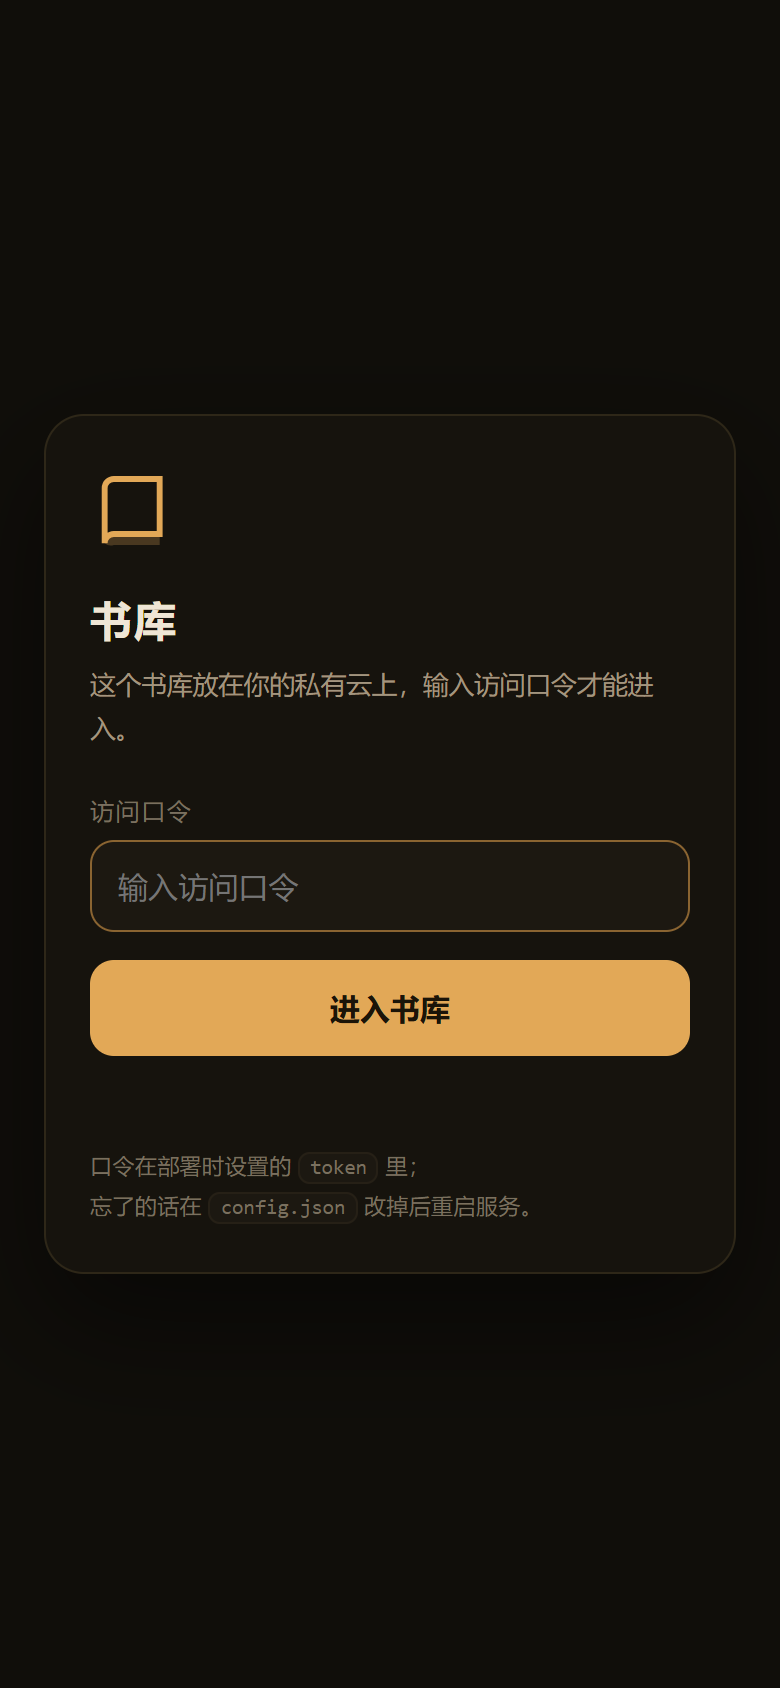 书库
这个书库放在你的私有云上，输入访问口令才能进
入。
访问口令
输入访问口令
进入书库
口令在部署时设置的 token 里；
忘了的话在 config.json 改掉后重启服务。